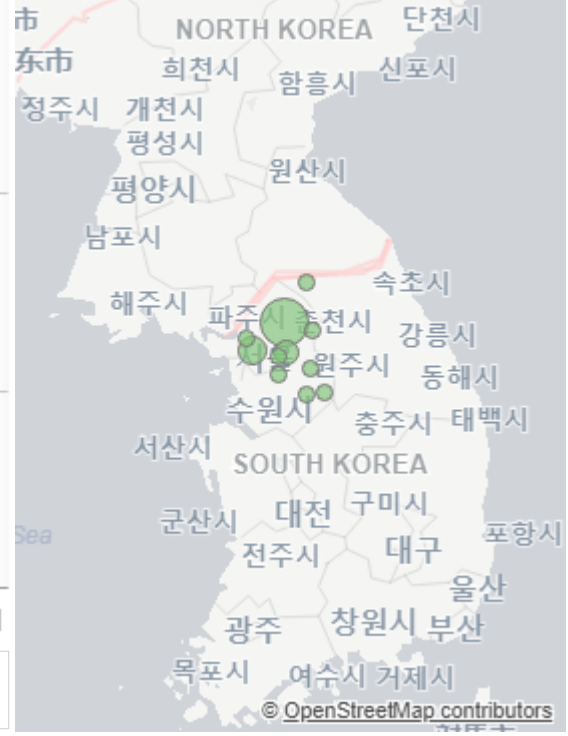 市
NORTH KOREA
단천시
东市
희천시
함흥시
신포시
정주시
개천시
평성시
원산시
평양시
남포시
해주시
속초시
파주시
춘천시
강릉시
서울
원주시
동해시
수원시
충주시
태백시
서산시
SOUTH KOREA
군산시
대전
구미시
Sea
포항시
전주시
대구
울산
광주
창원시
부산
목포시
여수시
거제시
© OpenStreetMap contributors